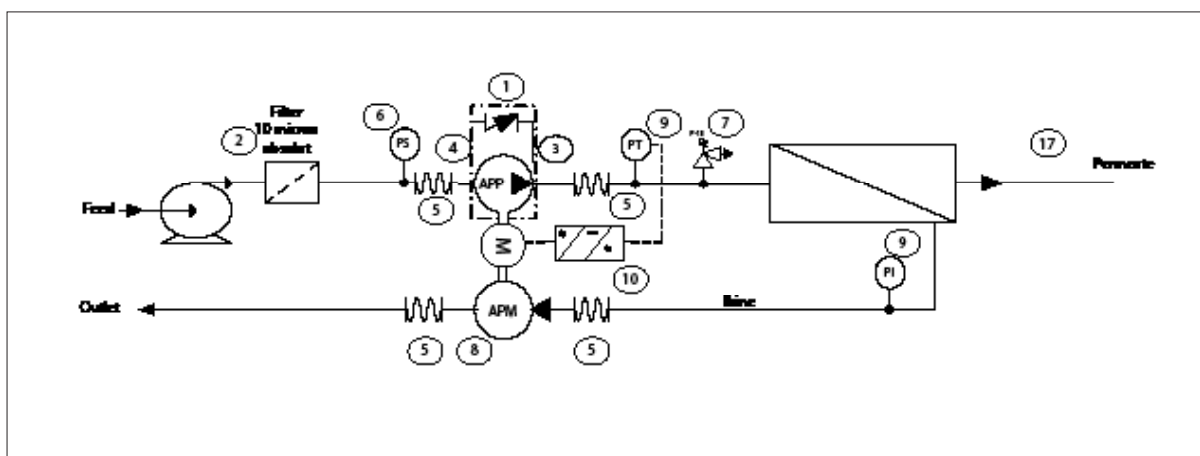 1
Filter
10 micron
absolut
6
9
7
2
PS
4
3
PT
17
APP
Permeate
Feed
5
5
M
9
10
PI
Outlet
APM
Brine
5
8
5